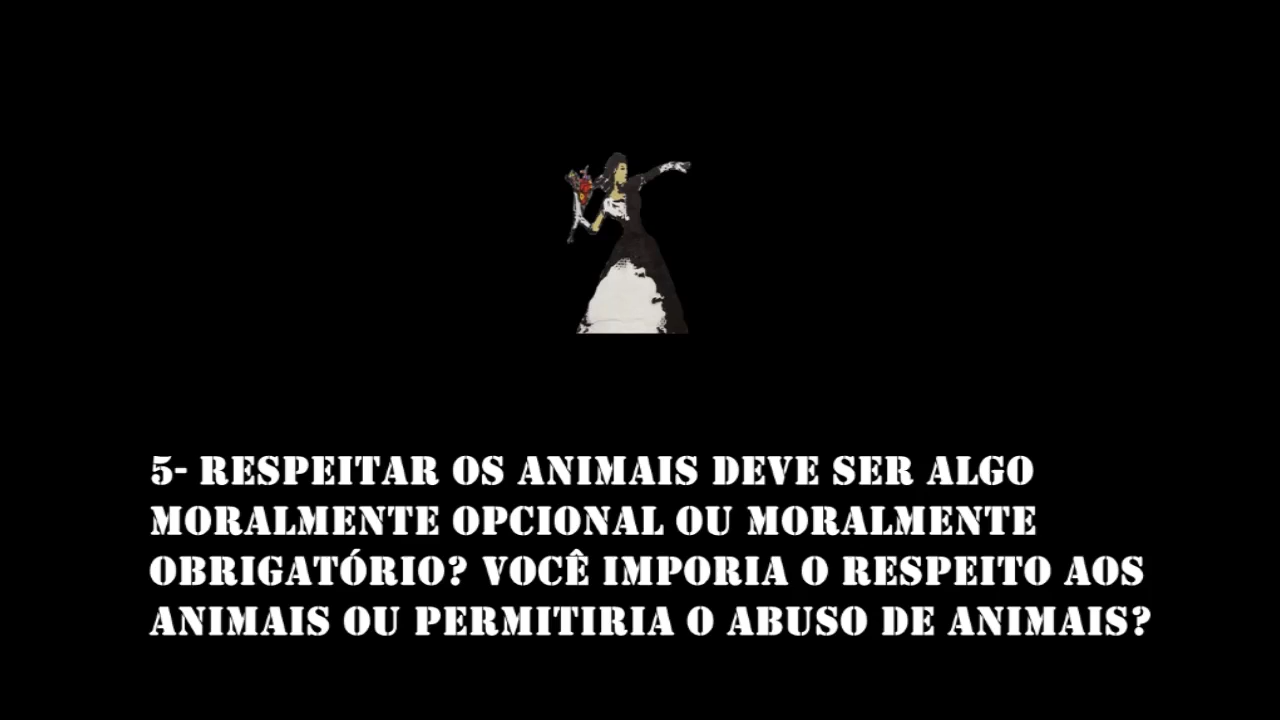 5- RESPEITAR OS ANIMAIS DEVE SER ALGO
MORALMENTE OPCIONAL OU MORALMENTE
OBRIGATÓRIO? VOCÊ IMPORIA O RESPEITO AOS
ANIMAIS OU PERMITIRIA O ABUSO DE ANIMAIS?